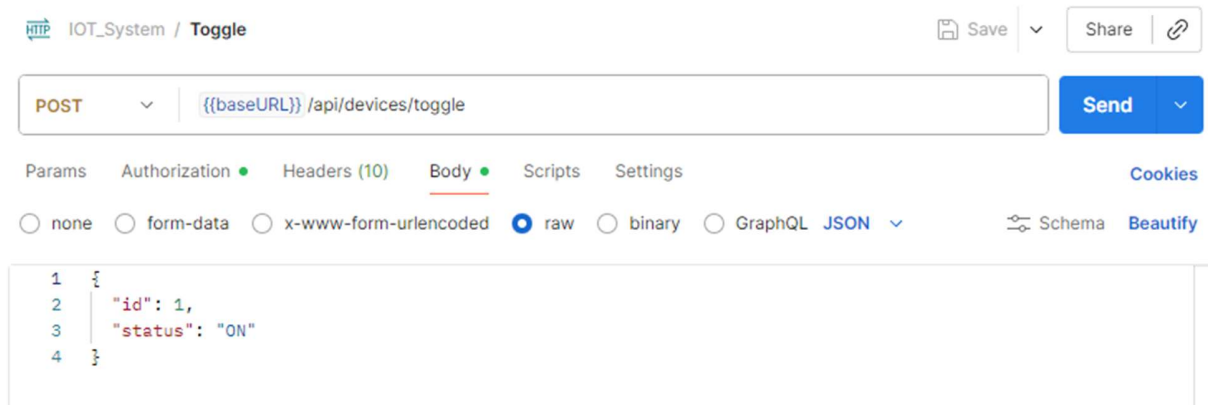 HTTP IOT_System / Toggle Save Share
POST {{baseURL}} /api/devices/toggle Send
Params Authorization Headers (10) Body Scripts Settings Cookies
none form-data x-www-form-urlencoded raw binary GraphQL JSON Schema Beautify
1 {
2 "id": 1,
3 "status": "ON"
4 }